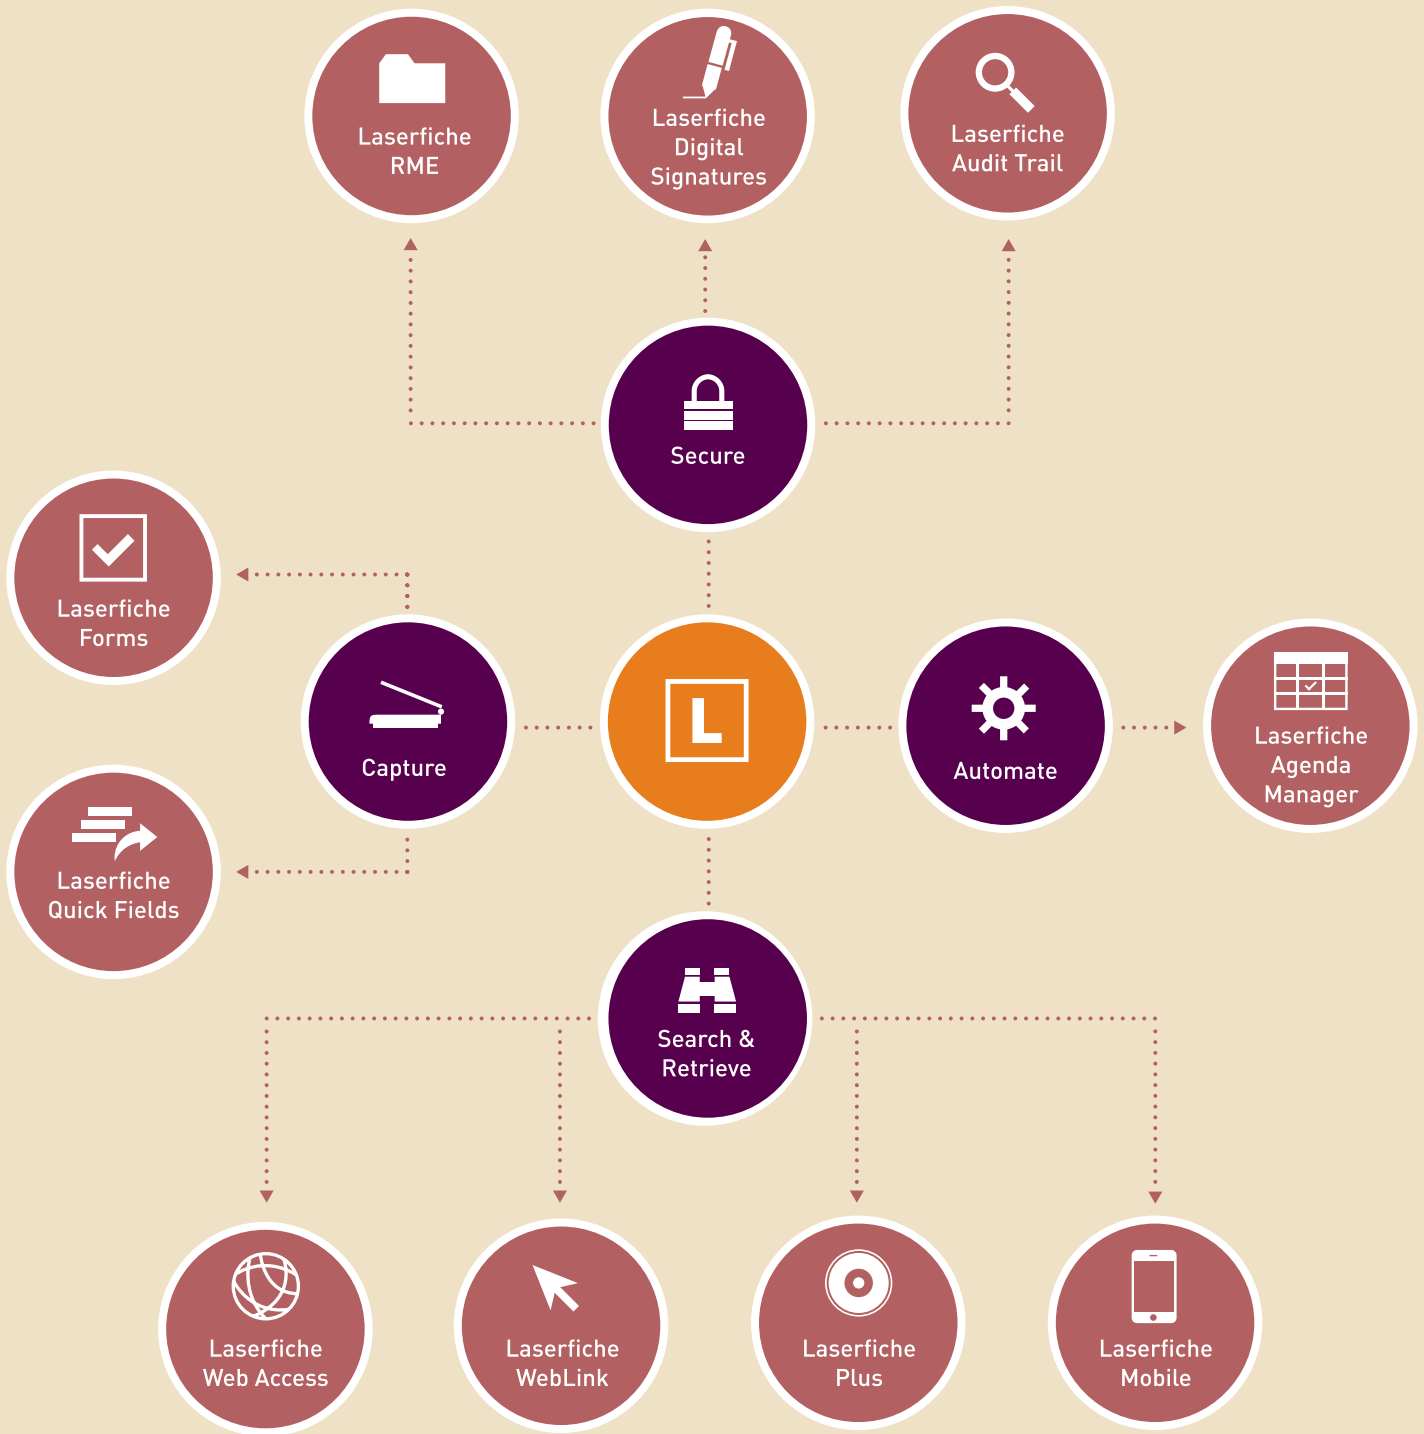 Laserfiche
RME
Laserfiche
Digital
Signatures
Laserfiche
Audit Trail
Secure
Laserfiche
Forms
Capture
L
Automate
Laserfiche
Agenda
Manager
Laserfiche
Quick Fields
Search &
Retrieve
Laserfiche
Web Access
Laserfiche
WebLink
Laserfiche
Plus
Laserfiche
Mobile